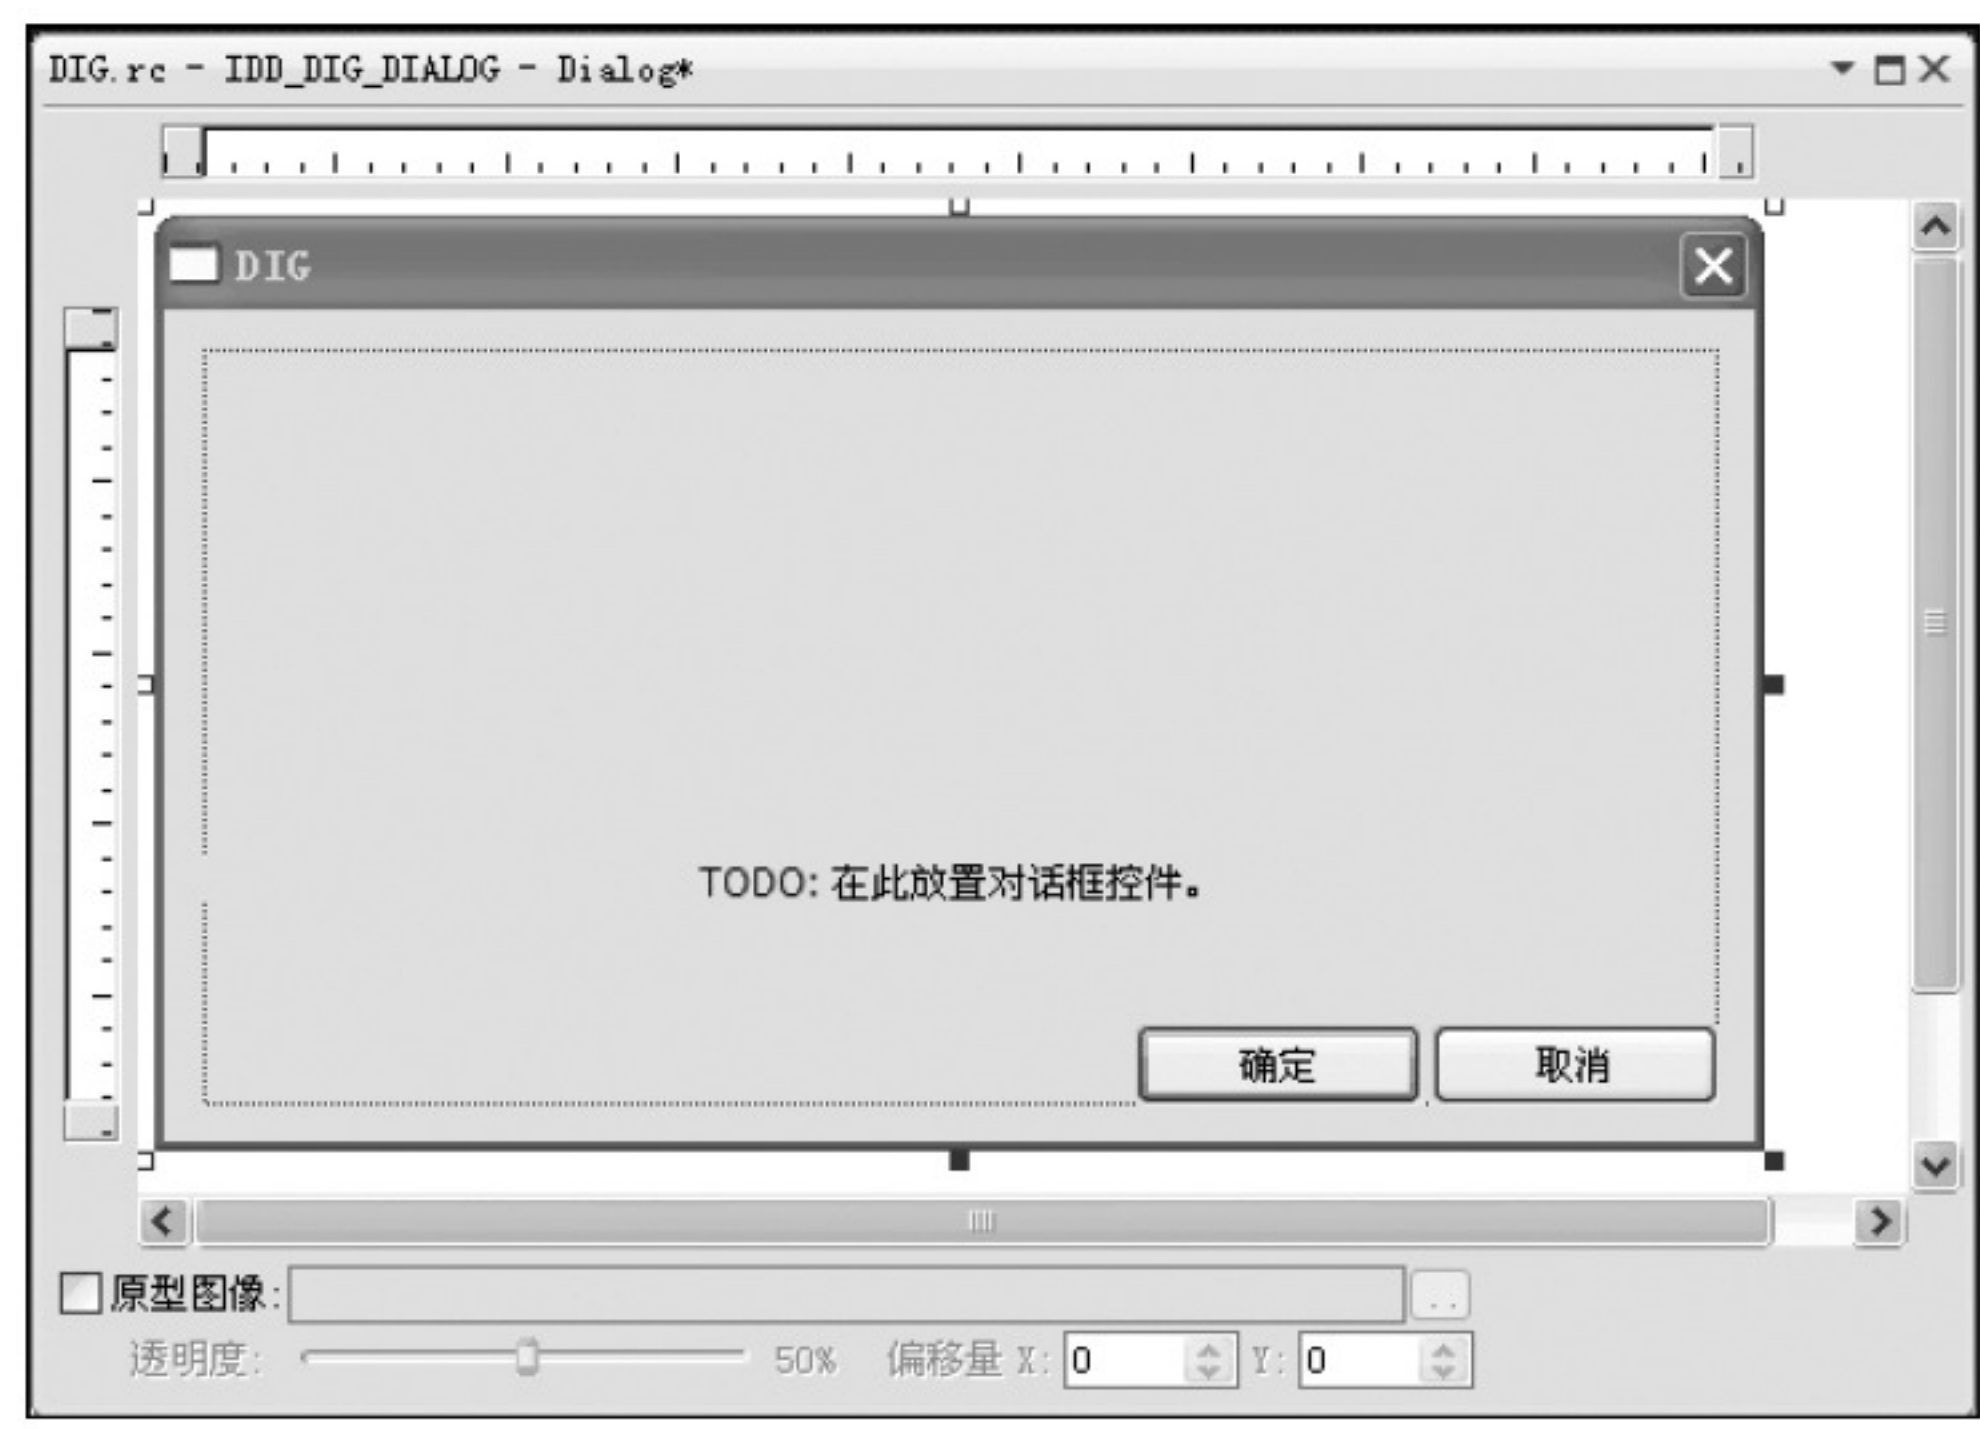 DIG.rc - IDD_DIG_DIALOG - Dialog*
DIG
TODO: 在此放置对话框控件。
确定 取消
原型图像: ..
透明度: 50% 偏移量 X: 0 Y: 0